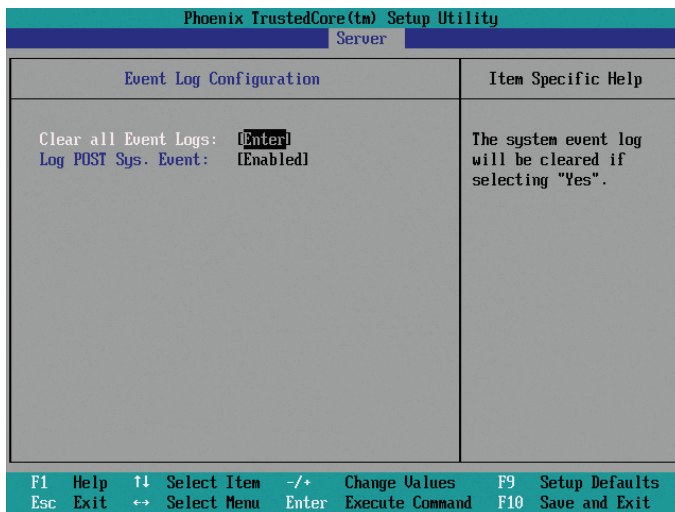 Phoenix TrustedCore(tm) Setup Utility
Server
Event Log Configuration
Item Specific Help
Clear all Event Logs: [Enter]
Log POST Sys. Event: [Enabled]
The system event log
will be cleared if
selecting "Yes".
F1 Help ↑↓ Select Item -/+ Change Values F9 Setup Defaults
Esc Exit ↔ Select Menu Enter Execute Command F10 Save and Exit